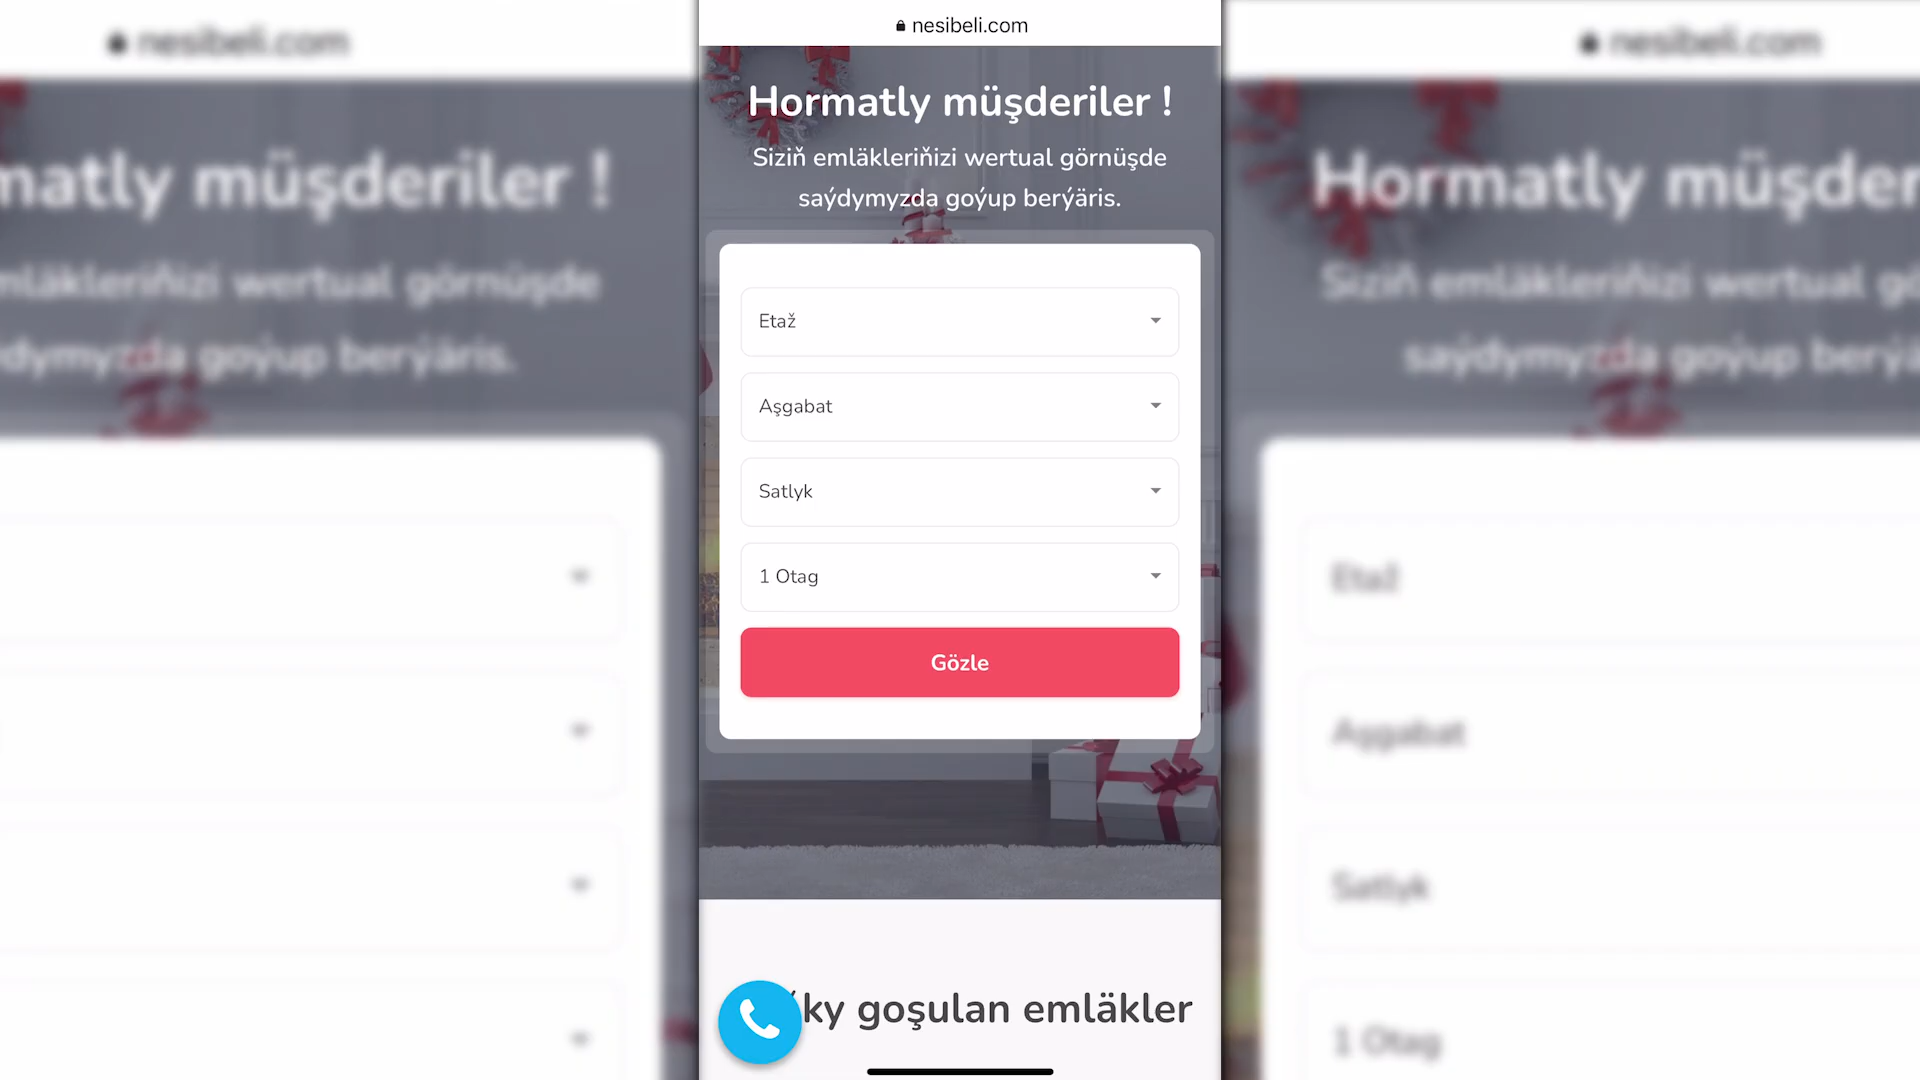 nesibeli.com
Hormatly müşderiler !
Siziň emläkleriňizi wertual görnüşde
saýdymyzda goýup berýäris.
Etaž
Aşgabat
Satlyk
1 Otag
Gözle
goşulan emläkler